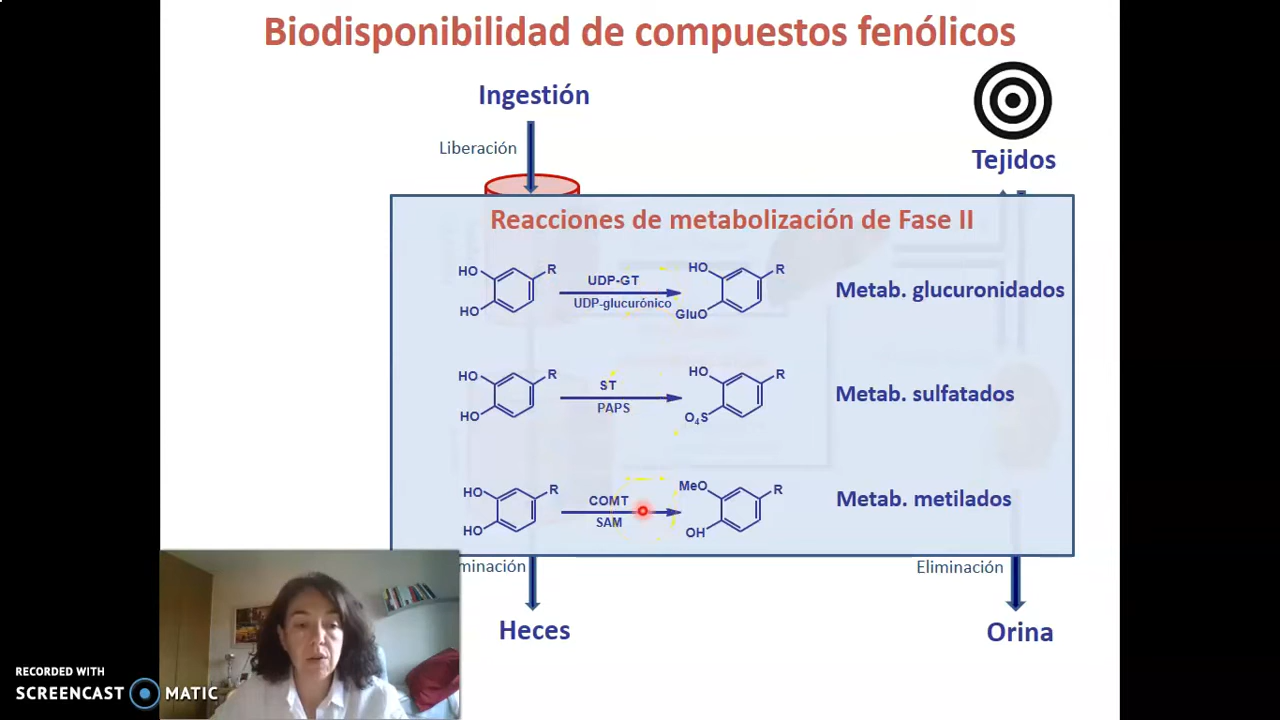 Biodisponibilidad de compuestos fenólicos
Ingestión
Liberación
Tejidos
Reacciones de metabolización de Fase II
HO
R
HO
UDP-GT
UDP-glucurónico
HO
R
GluO
Metab. glucuronidados
HO
R
HO
ST
PAPS
HO
R
O4S
Metab. sulfatados
HO
R
HO
COMT
SAM
MeO
R
OH
Metab. metilados
minación
Eliminación
Heces
Orina
RECORDED WITH
SCREENCAST MATIC